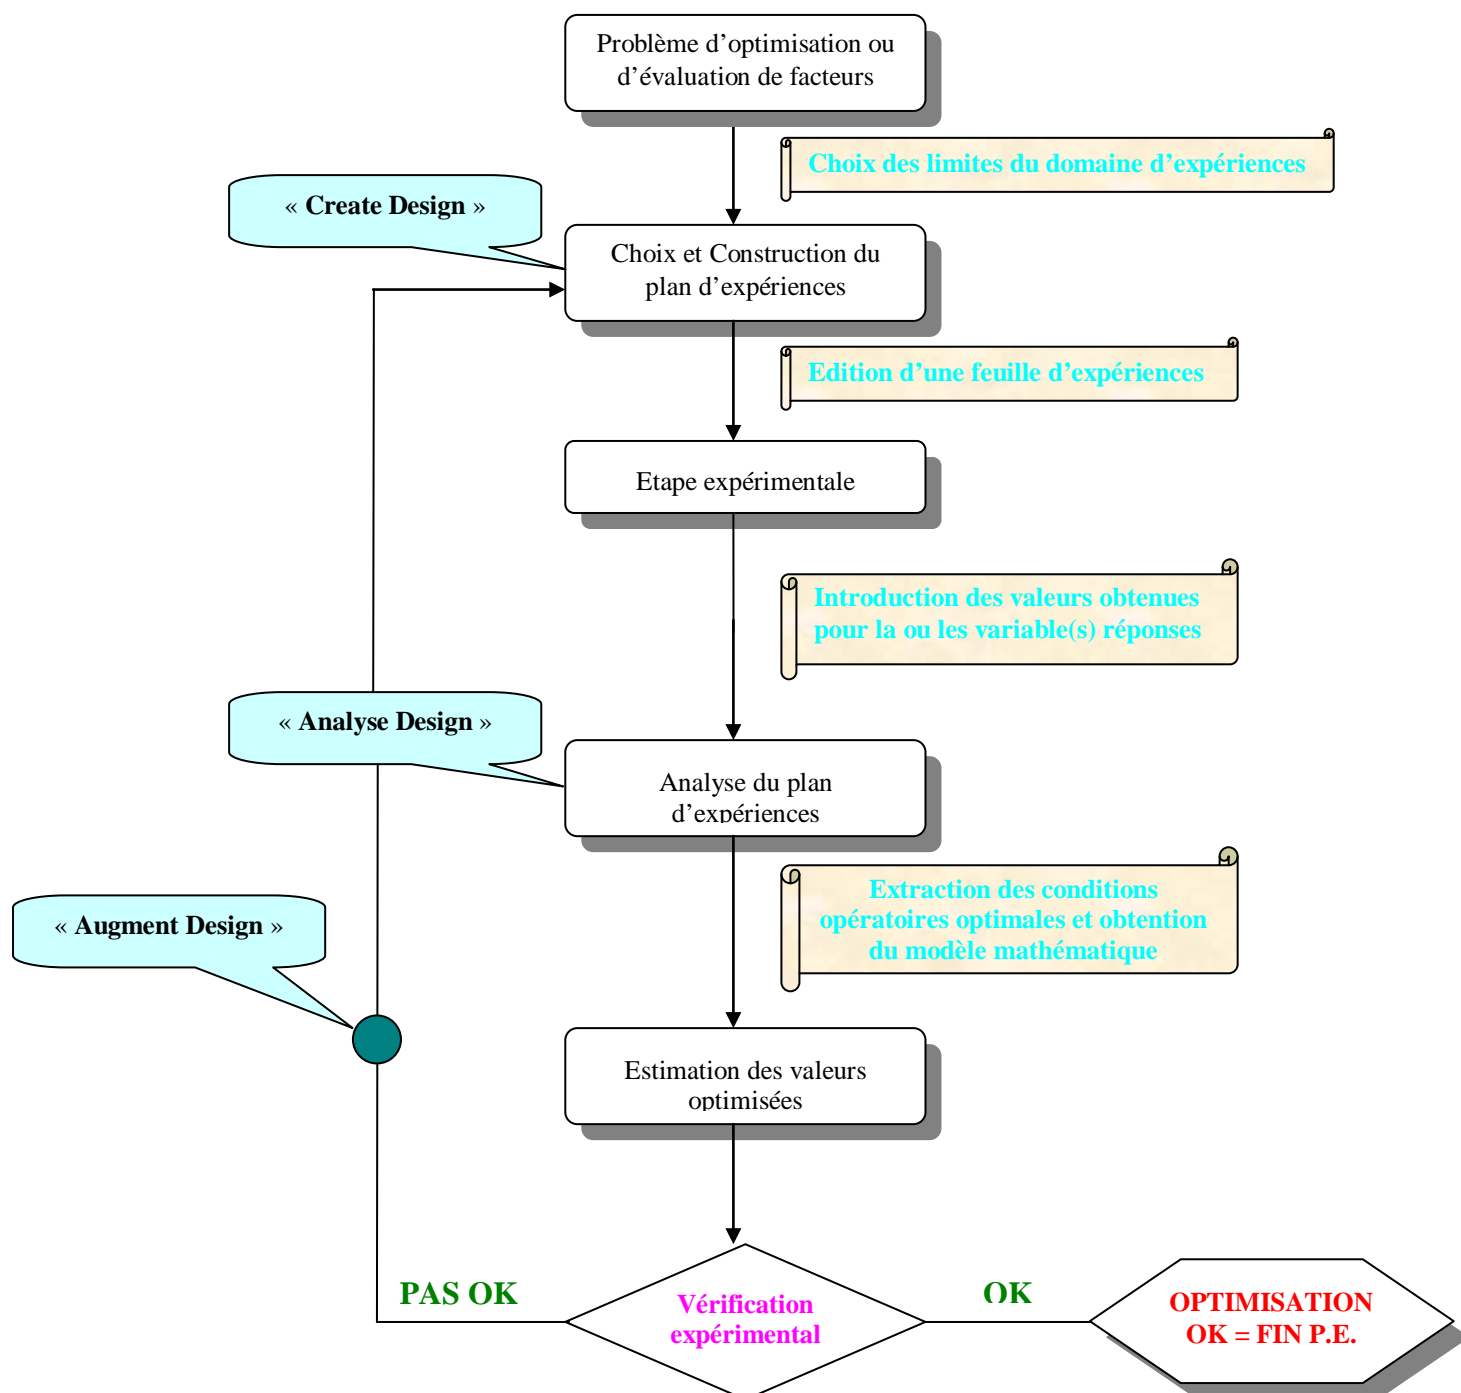 Problème d’optimisation ou
d’évaluation de facteurs
Choix des limites du domaine d’expériences
« Create Design »
Choix et Construction du
plan d’expériences
Edition d’une feuille d’expériences
Etape expérimentale
Introduction des valeurs obtenues
pour la ou les variable(s) réponses
« Analyse Design »
Analyse du plan
d’expériences
Extraction des conditions
opératoires optimales et obtention
du modèle mathématique
« Augment Design »
Estimation des valeurs
optimisées
PAS OK
Vérification
expérimental
OK
OPTIMISATION
OK = FIN P.E.